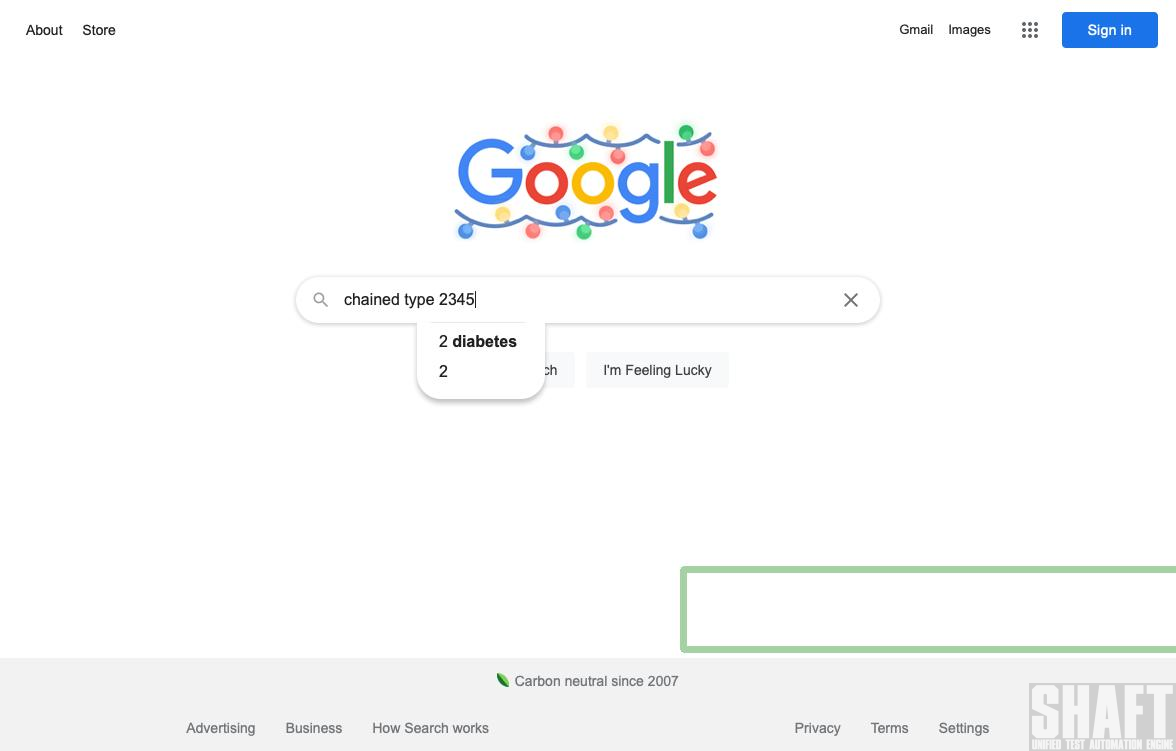 About Store
Gmail Images
Sign in
Google
chained type 2345
2 diabetes
2
ch
I'm Feeling Lucky
Carbon neutral since 2007
Advertising Business How Search works
Privacy Terms Settings
SHAFT
UNIFIED TEST AUTOMATION ENGINE